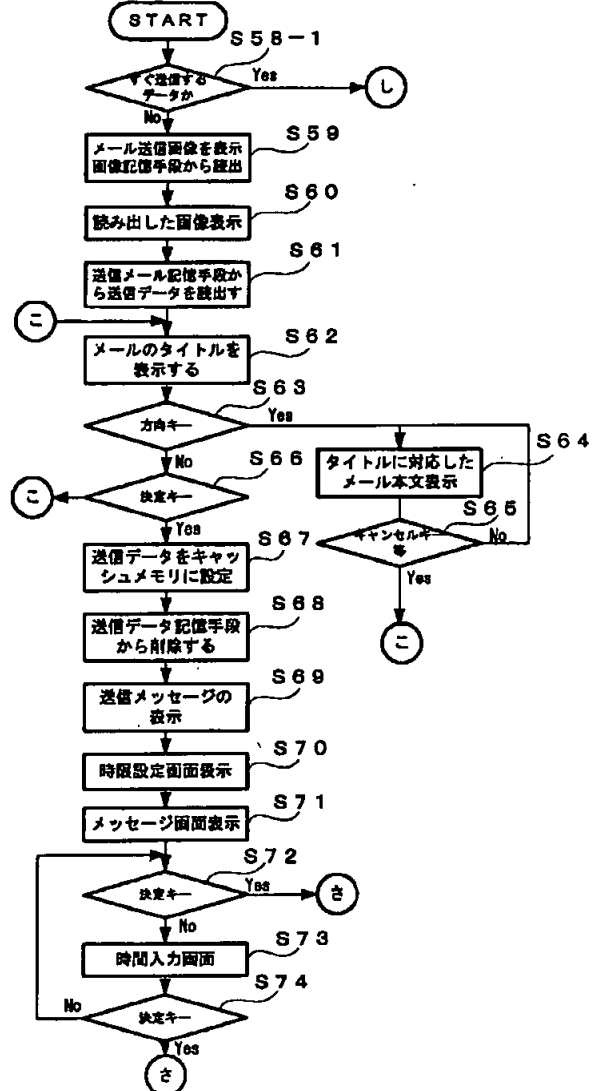 START
S58-1
すぐ送信する
データか
Yes
し
No
S59
メール送信画像を表示
画像記憶手段から読出
S60
読み出した画像表示
S61
送信メール記憶手段か
ら送信データを読出す
こ
S62
メールのタイトルを
表示する
S63
方向キー
Yes
No
S64
タイトルに対応した
メール本文表示
S65
キャンセルキー
等
No
Yes
こ
S66
決定キー
こ
Yes
S67
送信データをキャッ
シュメモリに設定
S68
送信データ記憶手段
から削除する
S69
送信メッセージの
表示
S70
時限設定画面表示
S71
メッセージ画面表示
S72
決定キー
Yes
さ
No
S73
時間入力画面
S74
決定キー
No
Yes
さ